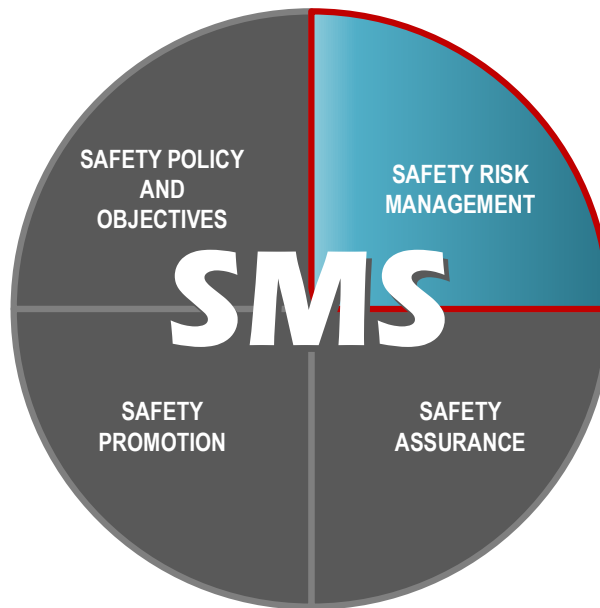 SAFETY POLICY
AND
OBJECTIVES
SAFETY RISK
MANAGEMENT
SMS
SAFETY
PROMOTION
SAFETY
ASSURANCE